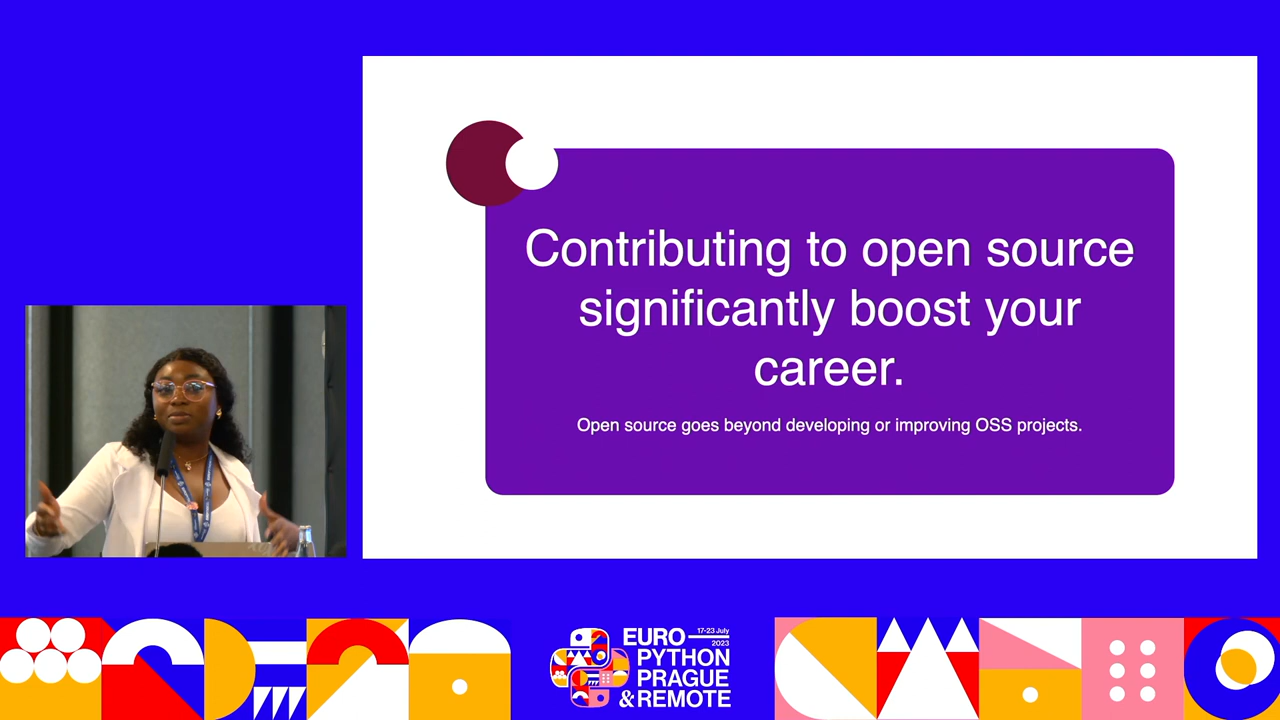 Contributing to open source
significantly boost your
career.
Open source goes beyond developing or improving OSS projects.
EURO 17-23 July
2023
PYTHON
PRAGUE
& REMOTE